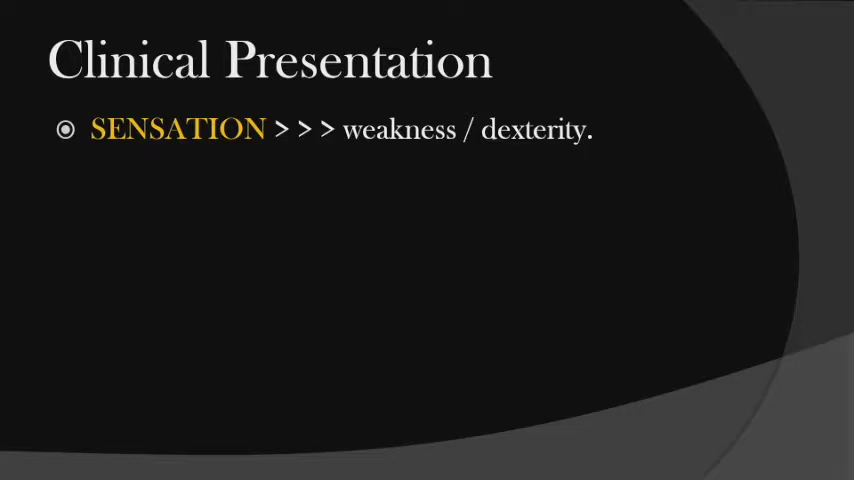 Clinical Presentation
SENSATION > > > weakness / dexterity.